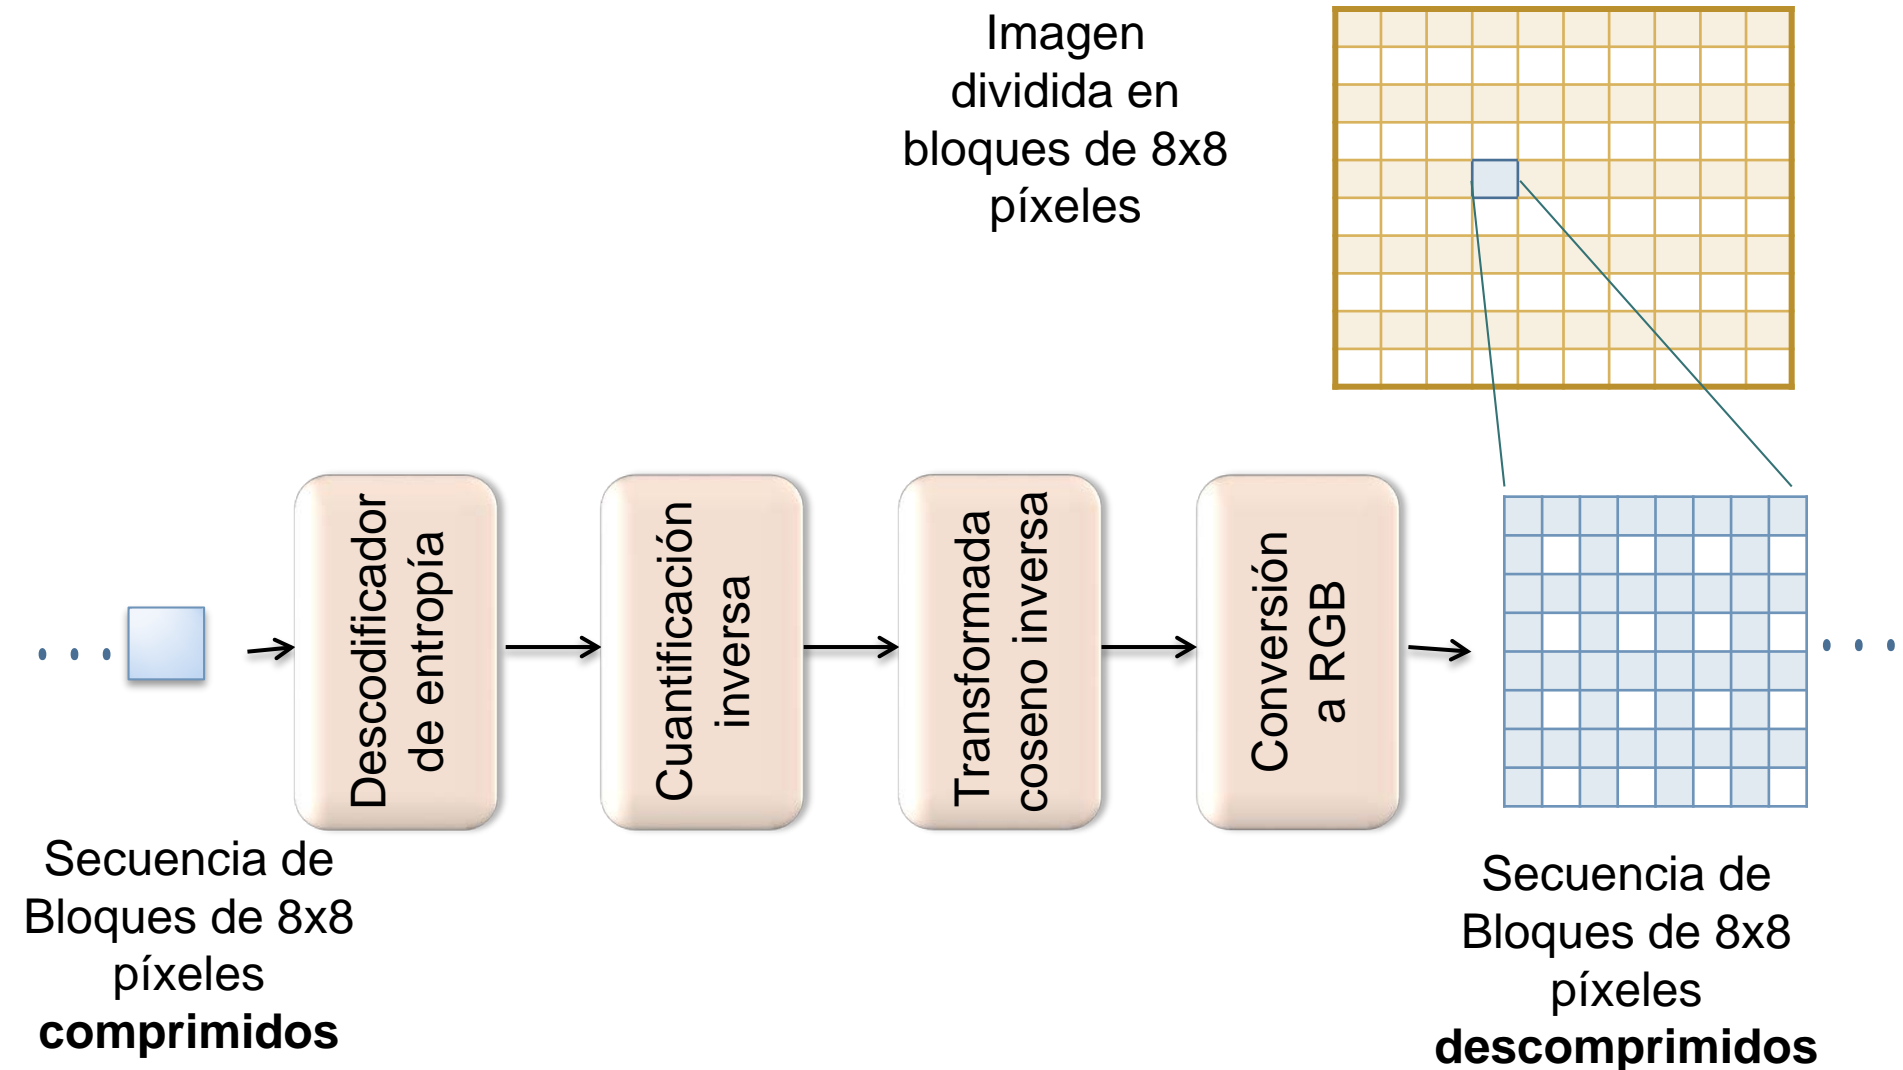 Imagen
dividida en
bloques de 8x8
píxeles
Descodificador
de entropía
Cuantificación
inversa
Transformada
coseno inversa
Conversión
a RGB
Secuencia de
Bloques de 8x8
píxeles
comprimidos
Secuencia de
Bloques de 8x8
píxeles
descomprimidos